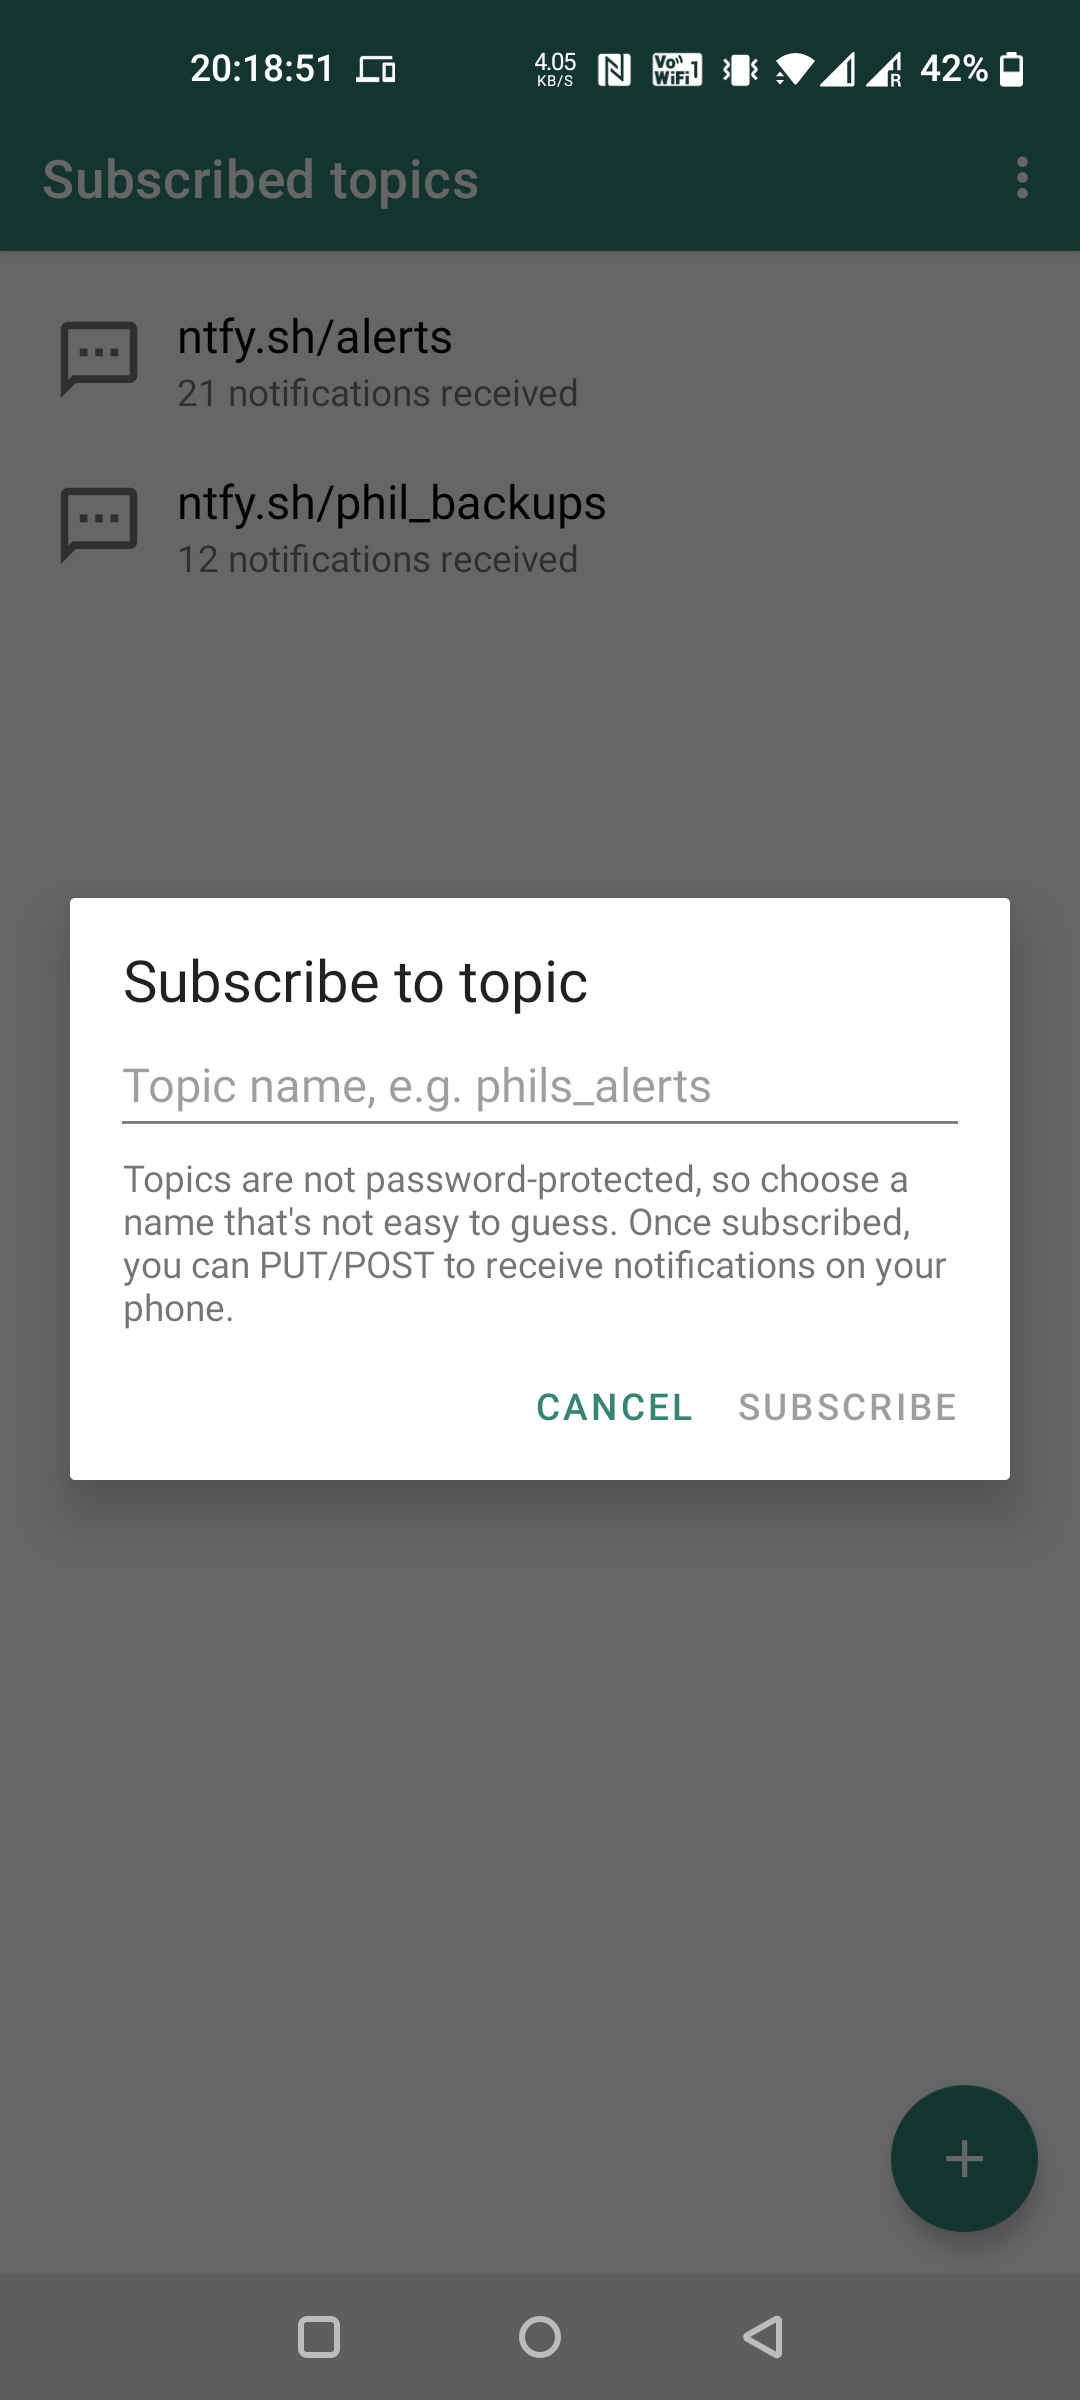 20:18:51 4.05 KB/S Vo)) WiFi 1 R 42%
Subscribed topics
ntfy.sh/alerts
21 notifications received
ntfy.sh/phil_backups
12 notifications received
Subscribe to topic
Topic name, e.g. phils_alerts
Topics are not password-protected, so choose a
name that's not easy to guess. Once subscribed,
you can PUT/POST to receive notifications on your
phone.
CANCEL SUBSCRIBE